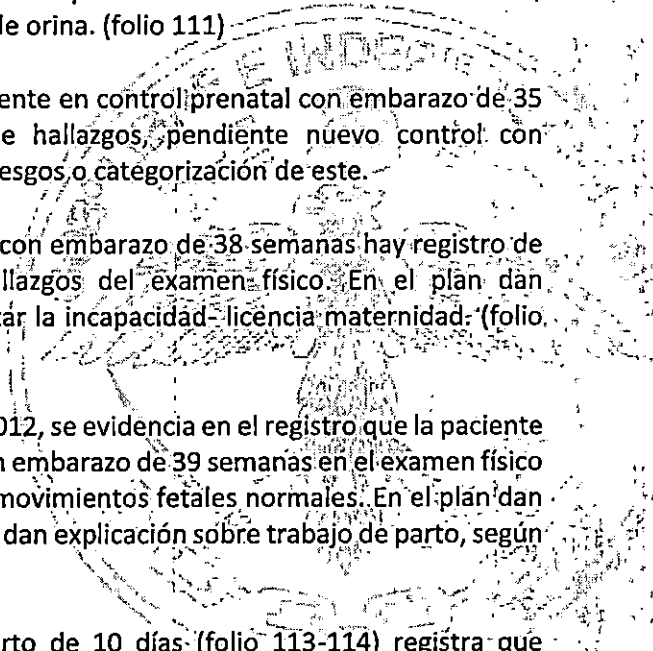 de orina. (folio 111)
ente en control prenatal con embarazo de 35
e hallazgos, pendiente nuevo control con
esgos o categorización de este.
con embarazo de 38 semanas hay registro de
llazgos del examen físico. En el plan dan
tar la incapacidad- licencia maternidad. (folio
012, se evidencia en el registro que la paciente
n embarazo de 39 semanas en el examen físico
movimientos fetales normales. En el plan dan
dan explicación sobre trabajo de parto, según
rto de 10 días (folio 113-114) registra que